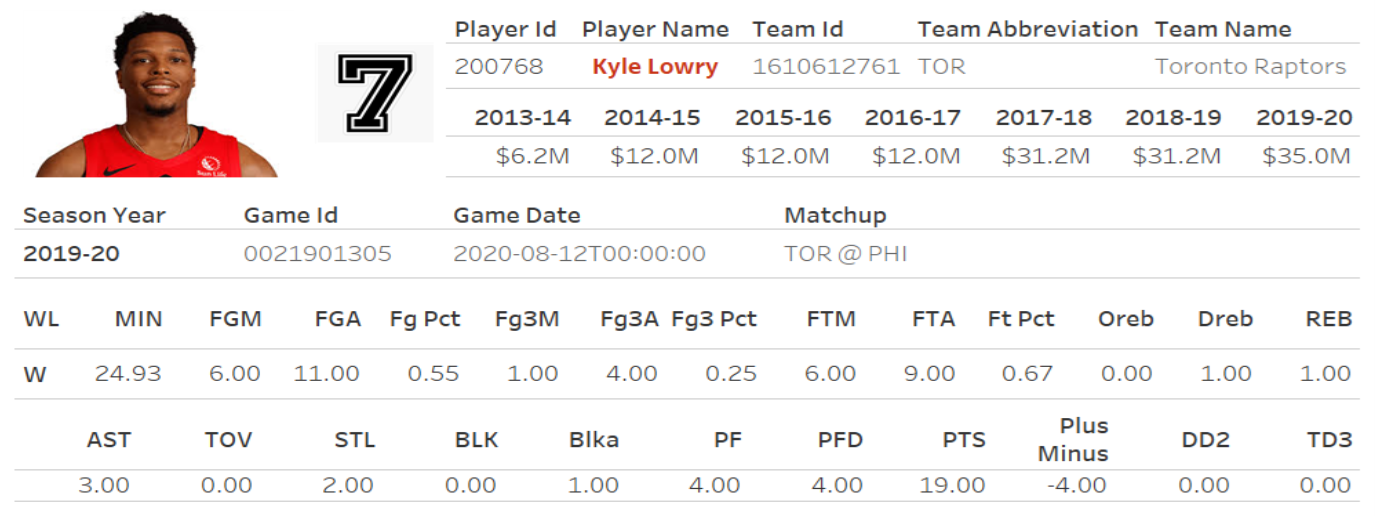 Player Id Player Name Team Id Team Abbreviation Team Name
200768 Kyle Lowry 1610612761 TOR Toronto Raptors
7
2013-14 2014-15 2015-16 2016-17 2017-18 2018-19 2019-20
$6.2M $12.0M $12.0M $12.0M $31.2M $31.2M $35.0M
Season Year Game Id Game Date Matchup
2019-20 0021901305 2020-08-12T00:00:00 TOR @ PHI
WL MIN FGM FGA Fg Pct Fg3M Fg3A Fg3 Pct FTM FTA Ft Pct Oreb Dreb REB
W 24.93 6.00 11.00 0.55 1.00 4.00 0.25 6.00 9.00 0.67 0.00 1.00 1.00
AST TOV STL BLK Blka PF PFD PTS Plus Minus DD2 TD3
3.00 0.00 2.00 0.00 1.00 4.00 4.00 19.00 -4.00 0.00 0.00
Sun Life